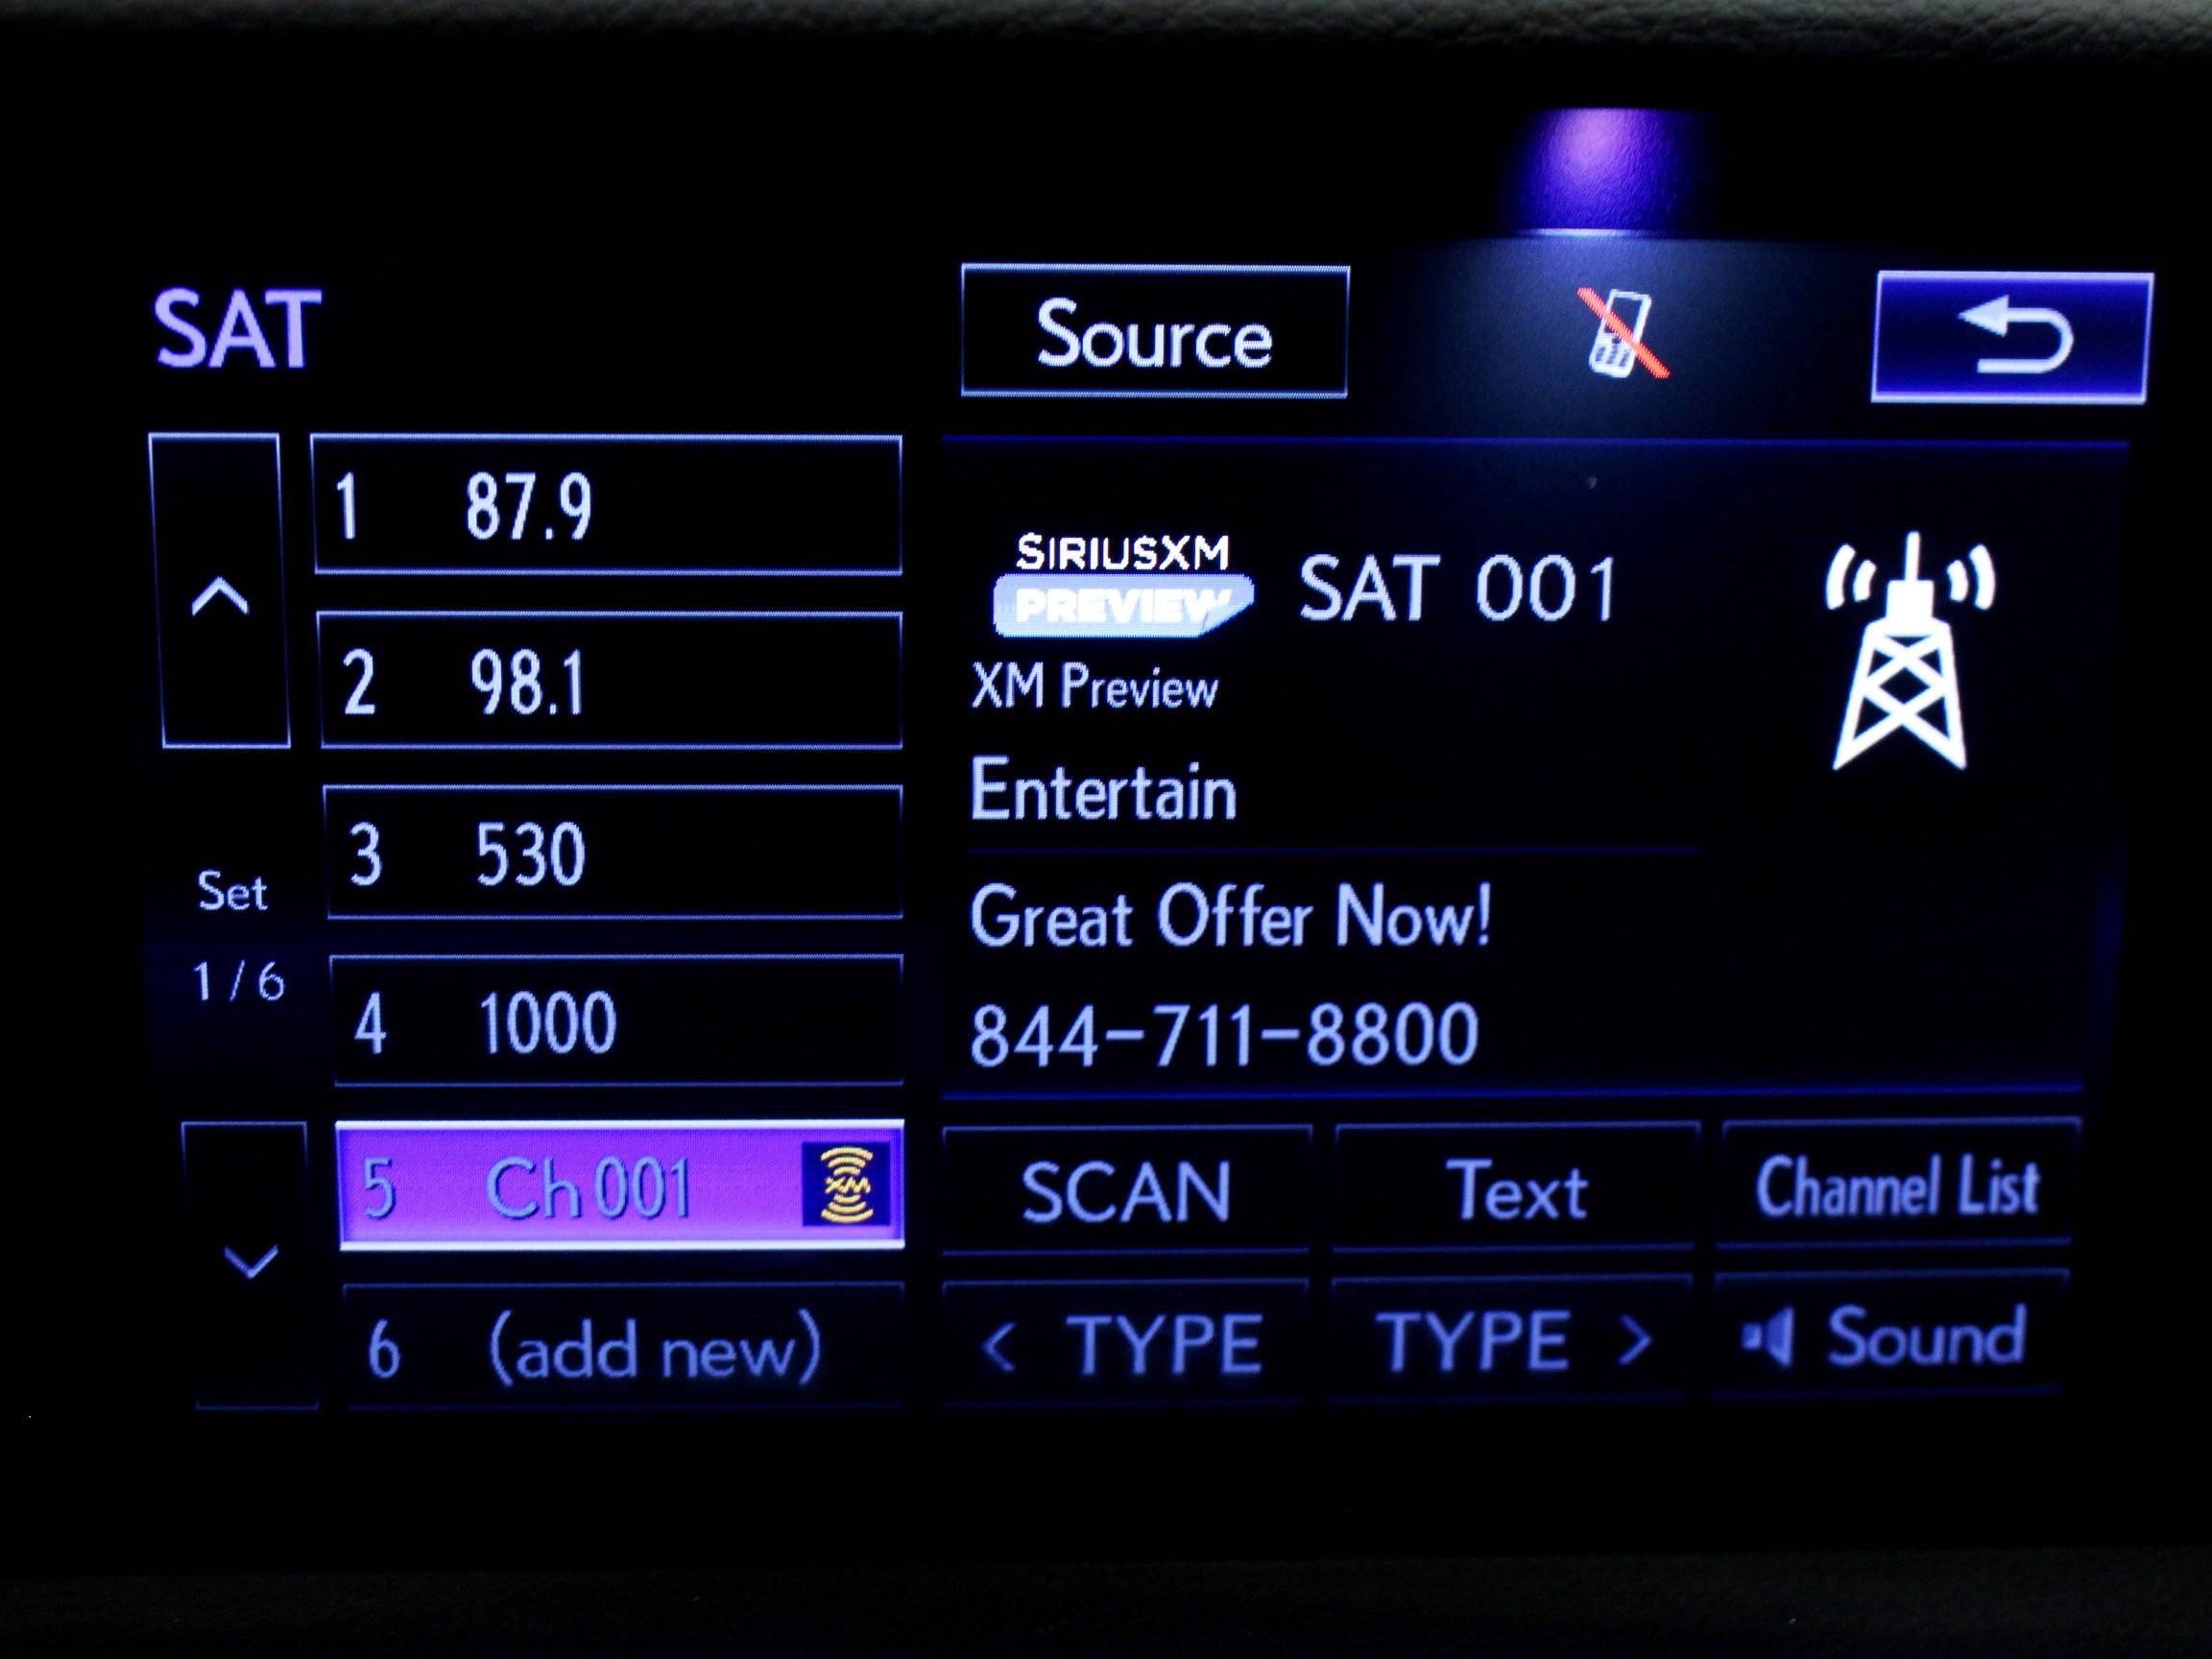 SAT
Source
1 87.9
2 98.1
3 530
4 1000
5 Ch 001 XM
6 (add new)
Set
1 / 6
SIRIUSXM
PREVIEW
SAT 001
XM Preview
Entertain
Great Offer Now!
844-711-8800
SCAN
Text
Channel List
< TYPE
TYPE >
Sound